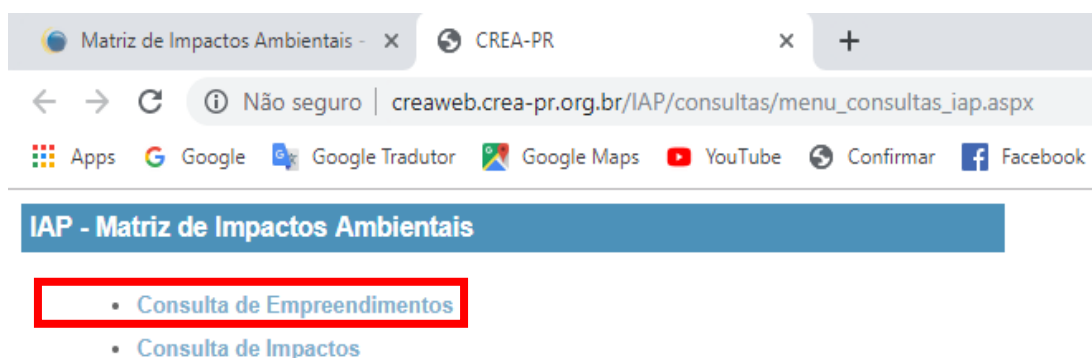 Matriz de Impactos Ambientais - CREA-PR
Não seguro | creaweb.crea-pr.org.br/IAP/consultas/menu_consultas_iap.aspx
Apps Google Google Tradutor Google Maps YouTube Confirmar Facebook
IAP - Matriz de Impactos Ambientais
• Consulta de Empreendimentos
• Consulta de Impactos